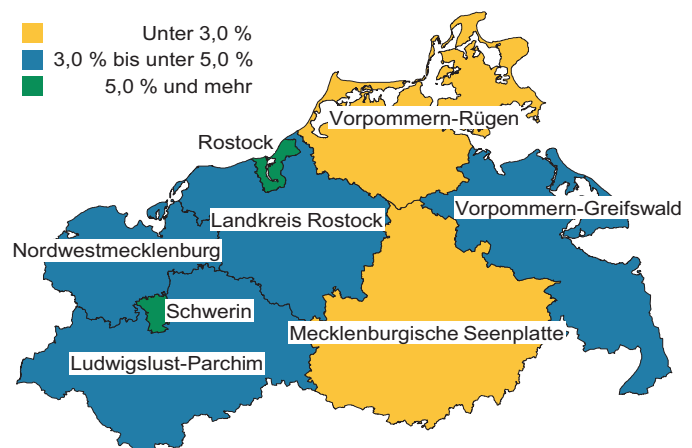 Unter 3,0 %
3,0 % bis unter 5,0 %
5,0 % und mehr
Vorpommern-Rügen
Rostock
Landkreis Rostock
Vorpommern-Greifswald
Nordwestmecklenburg
Schwerin
Mecklenburgische Seenplatte
Ludwigslust-Parchim